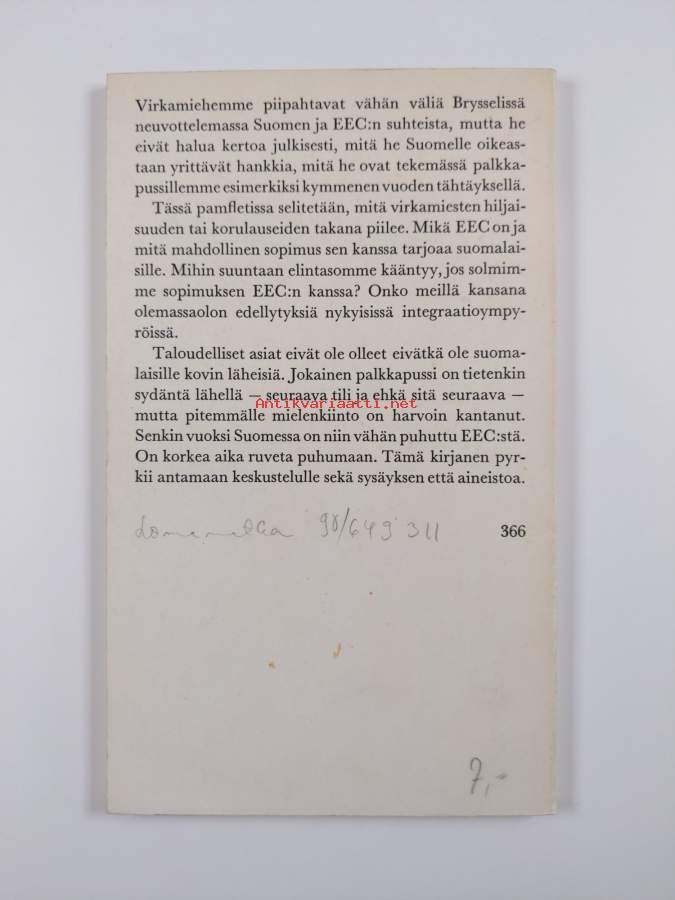 Virkamiehemme piipahtavat vähän väliä Brysselissä
neuvottelemassa Suomen ja EEC:n suhteista, mutta he
eivät halua kertoa julkisesti, mitä he Suomelle oikeas-
taan yrittävät hankkia, mitä he ovat tekemässä palkka-
pussillemme esimerkiksi kymmenen vuoden tähtäyksellä.
Tässä pamfletissa selitetään, mitä virkamiesten hiljai-
suuden tai korulauseiden takana piilee. Mikä EEC on ja
mitä mahdollinen sopimus sen kanssa tarjoaa suomalai-
sille. Mihin suuntaan elintasomme kääntyy, jos solmim-
me sopimuksen EEC:n kanssa? Onko meillä kansana
olemassaolon edellytyksiä nykyisissä integraatioympy-
röissä.
Taloudelliset asiat eivät ole olleet eivätkä ole suoma-
laisille kovin läheisiä. Jokainen palkkapussi on tietenkin
sydäntä lähellä — seuraava tili ja ehkä sitä seuraava —
Antikvariaatti.net
mutta pitemmälle mielenkiinto on harvoin kantanut.
Senkin vuoksi Suomessa on niin vähän puhuttu EEC:stä.
On korkea aika ruveta puhumaan. Tämä kirjanen pyr-
kii antamaan keskustelulle sekä sysäyksen että aineistoa.
311 366
7,-